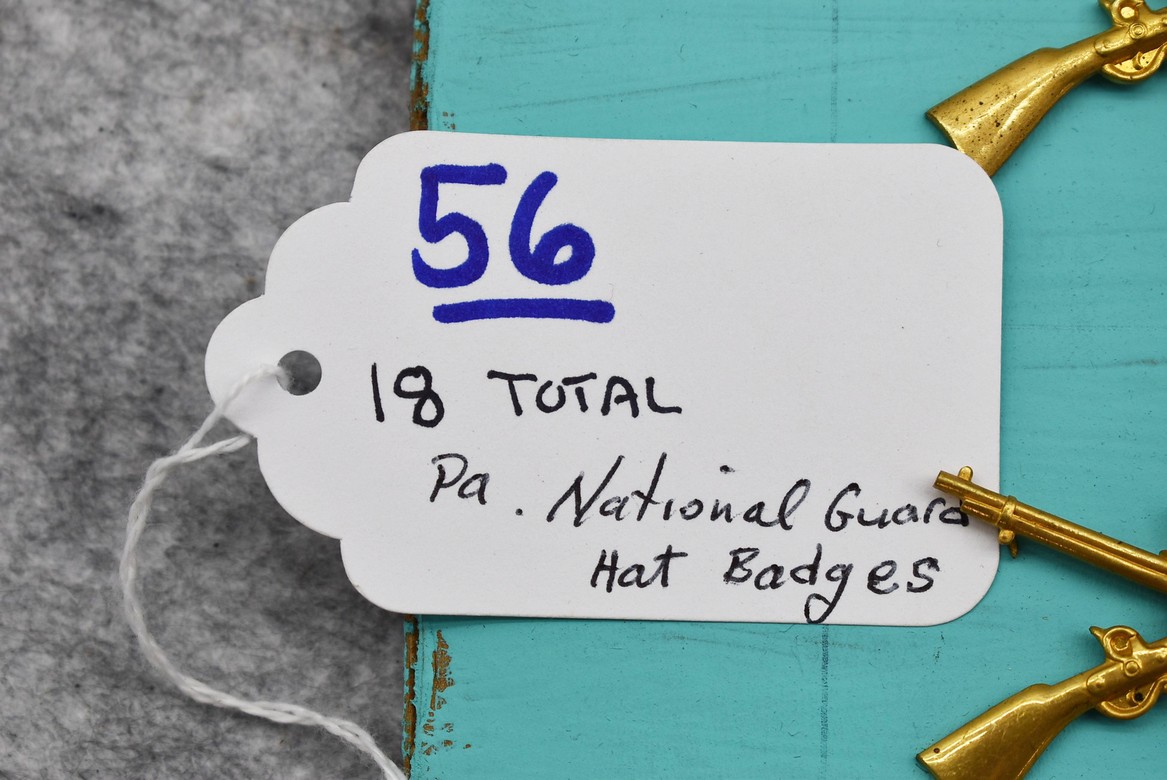 56
18 TOTAL
Pa. National Guard
Hat Badges